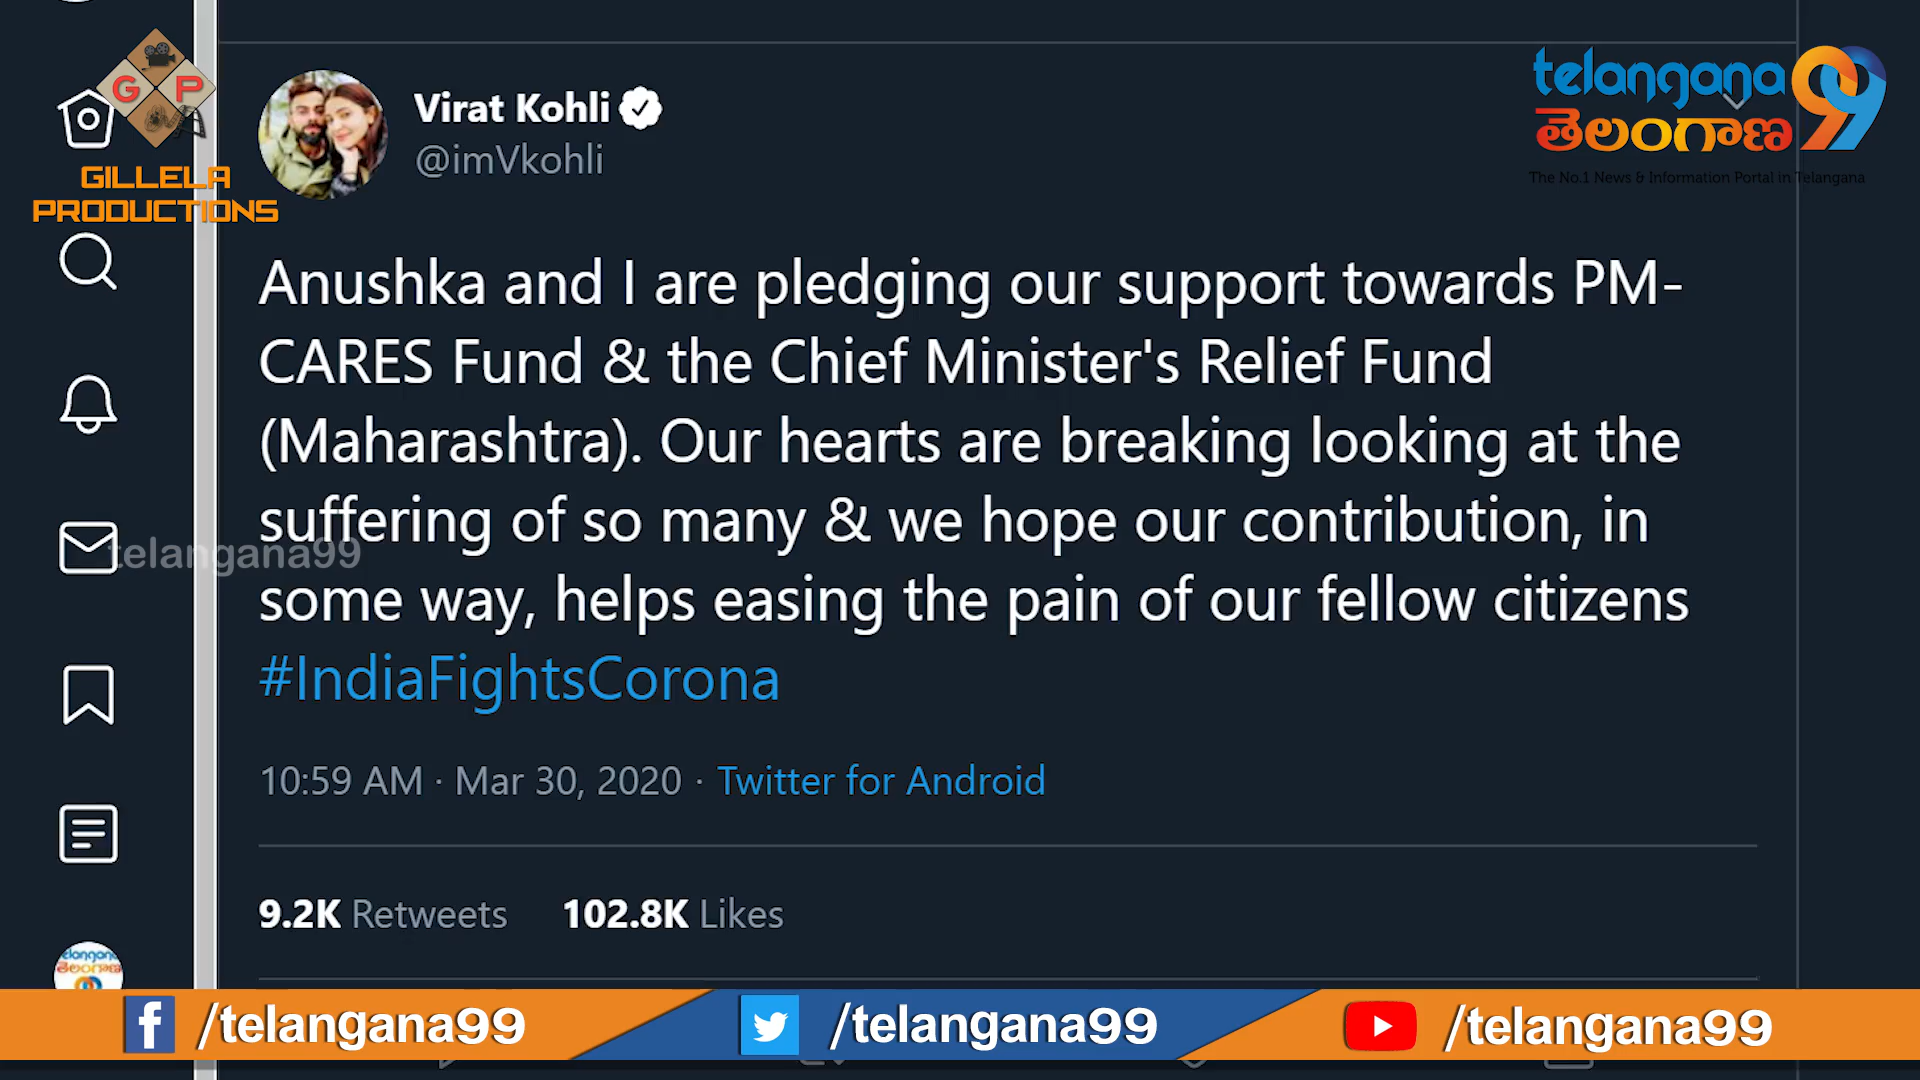 G P
GILLELA
PRODUCTIONS
telangana 99
తెలంగాణ
The No.1 News & Information Portal in Telangana
Virat Kohli
@imVkohli
Anushka and I are pledging our support towards PM-
CARES Fund & the Chief Minister's Relief Fund
(Maharashtra). Our hearts are breaking looking at the
suffering of so many & we hope our contribution, in
telangana99
some way, helps easing the pain of our fellow citizens
#IndiaFightsCorona
10:59 AM · Mar 30, 2020 · Twitter for Android
9.2K Retweets 102.8K Likes
telangana
తెలంగాణ
/telangana99 /telangana99 /telangana99